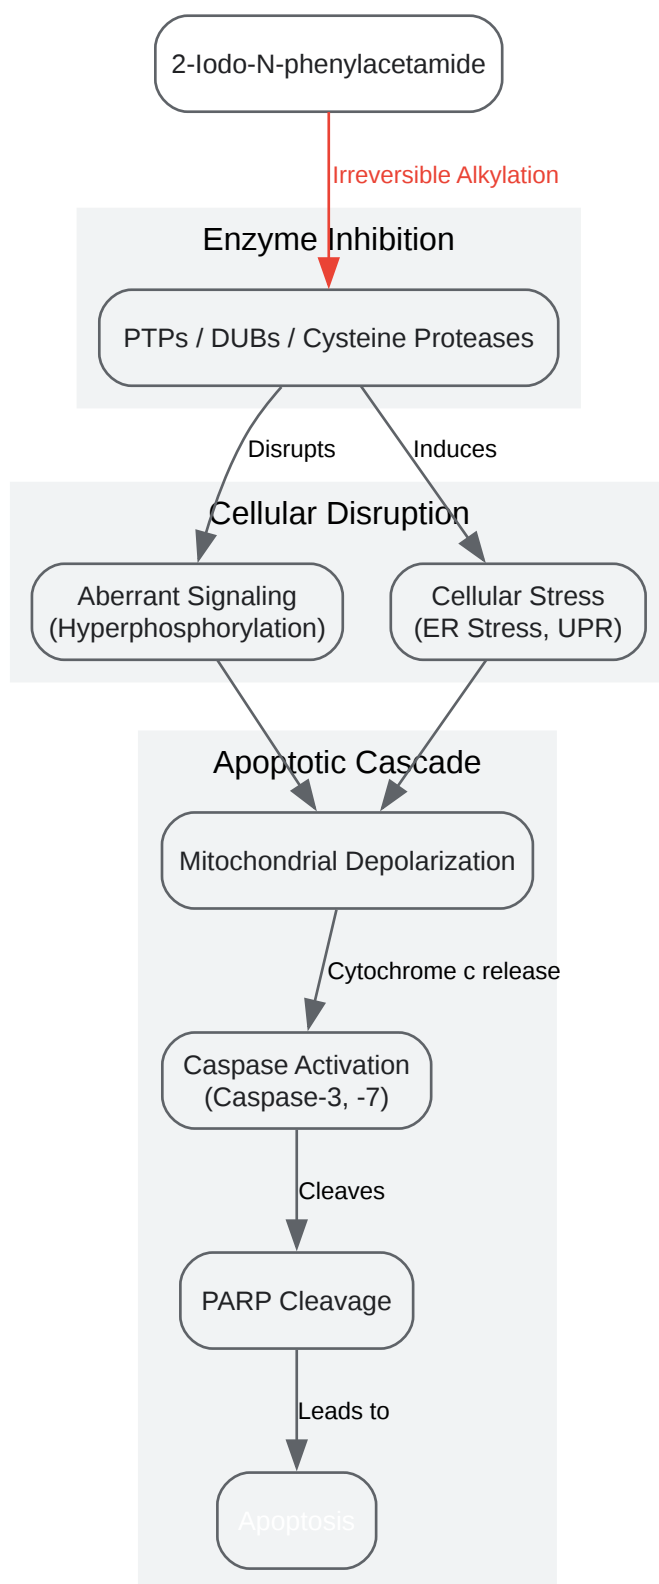 2-Iodo-N-phenylacetamide
Irreversible Alkylation
Enzyme Inhibition
PTPs / DUBs / Cysteine Proteases
Disrupts
Induces
Cellular Disruption
Aberrant Signaling
(Hyperphosphorylation)
Cellular Stress
(ER Stress, UPR)
Apoptotic Cascade
Mitochondrial Depolarization
Cytochrome c release
Caspase Activation
(Caspase-3, -7)
Cleaves
PARP Cleavage
Leads to
Apoptosis